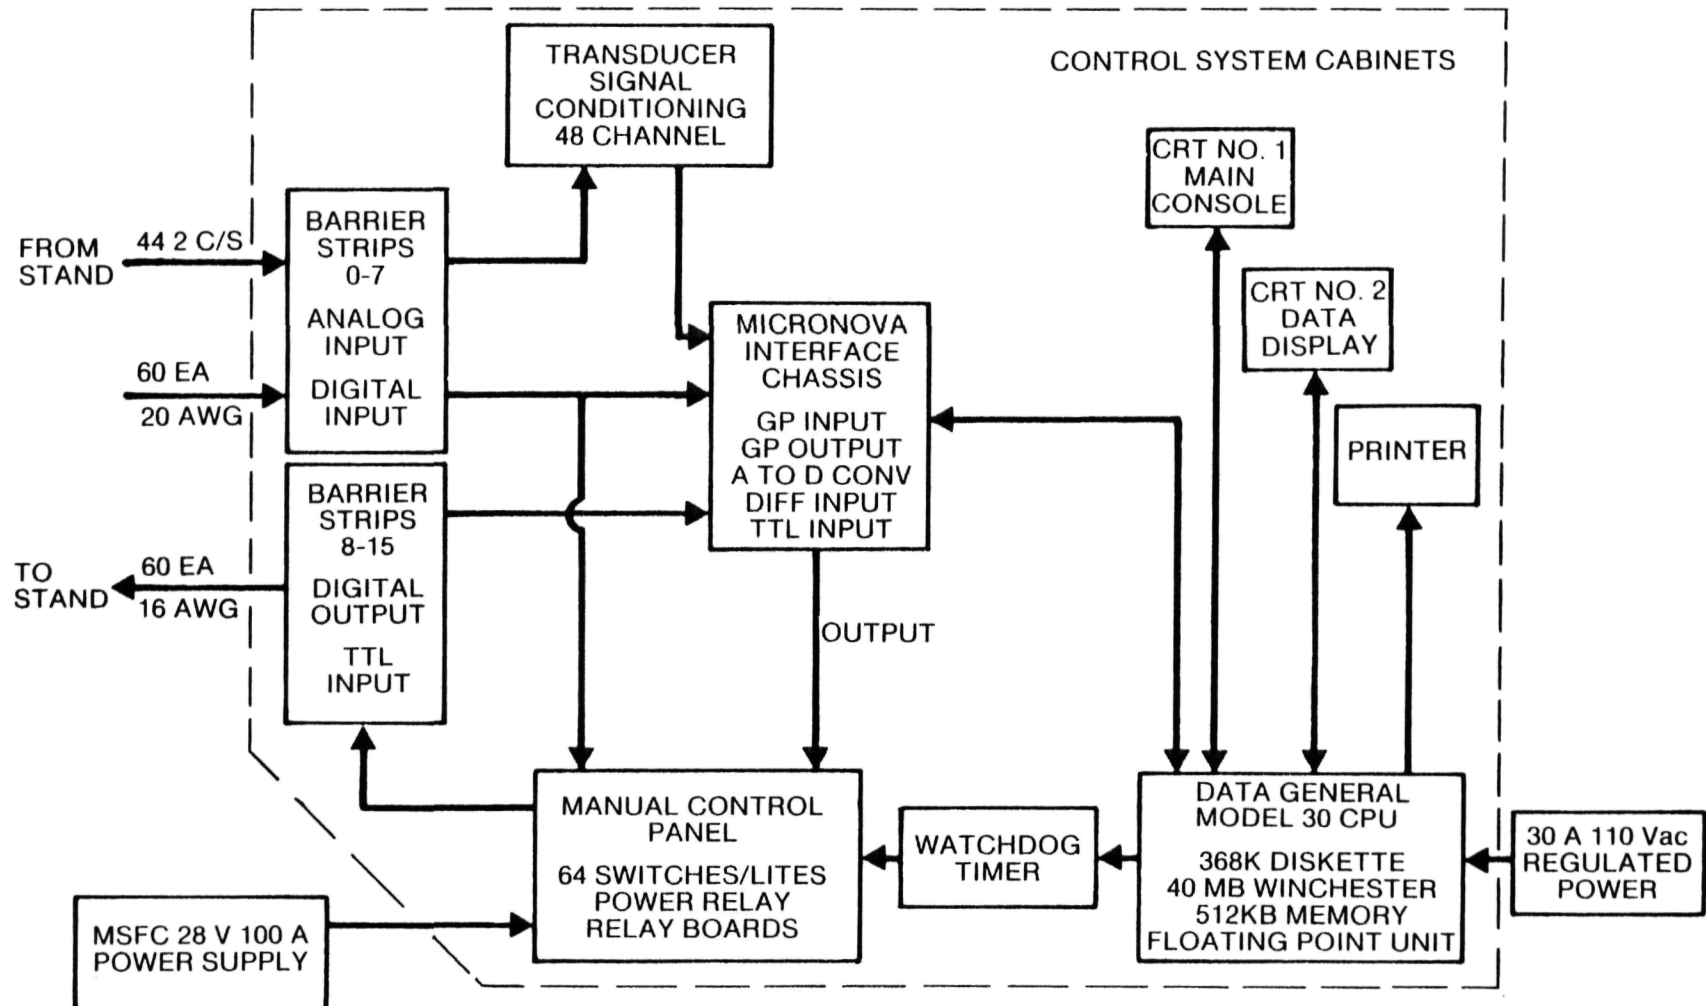 TRANSDUCER
SIGNAL
CONDITIONING
48 CHANNEL
CONTROL SYSTEM CABINETS
CRT NO. 1
MAIN
CONSOLE
FROM
STAND
44 2 C/S
BARRIER
STRIPS
0-7
ANALOG
INPUT
DIGITAL
INPUT
60 EA
20 AWG
CRT NO. 2
DATA
DISPLAY
MICRONOVA
INTERFACE
CHASSIS
GP INPUT
GP OUTPUT
A TO D CONV
DIFF INPUT
TTL INPUT
PRINTER
BARRIER
STRIPS
8-15
DIGITAL
OUTPUT
TTL
INPUT
TO
STAND
60 EA
16 AWG
OUTPUT
MANUAL CONTROL
PANEL
64 SWITCHES/LITES
POWER RELAY
RELAY BOARDS
WATCHDOG
TIMER
DATA GENERAL
MODEL 30 CPU
368K DISKETTE
40 MB WINCHESTER
512KB MEMORY
FLOATING POINT UNIT
30 A 110 Vac
REGULATED
POWER
MSFC 28 V 100 A
POWER SUPPLY